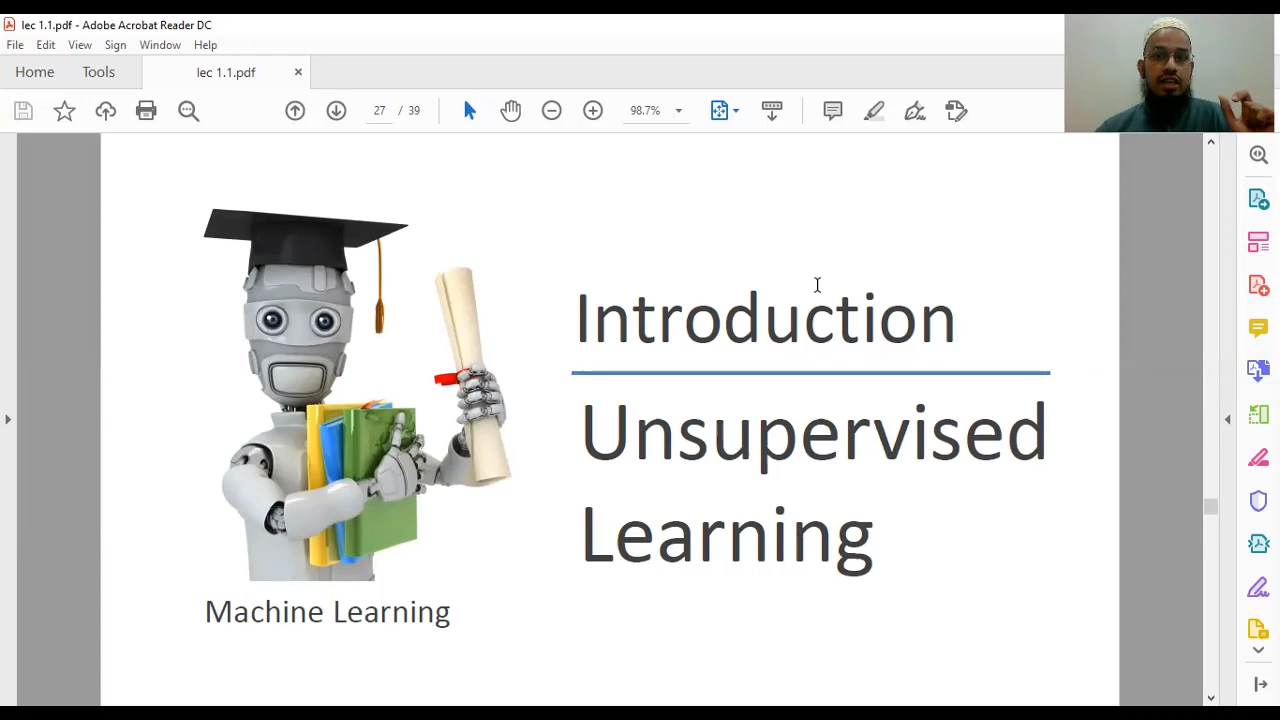 lec 1.1.pdf - Adobe Acrobat Reader DC
File Edit View Sign Window Help
Home Tools lec 1.1.pdf ×
27 / 39 98.7%
Introduction
Unsupervised
Learning
Machine Learning